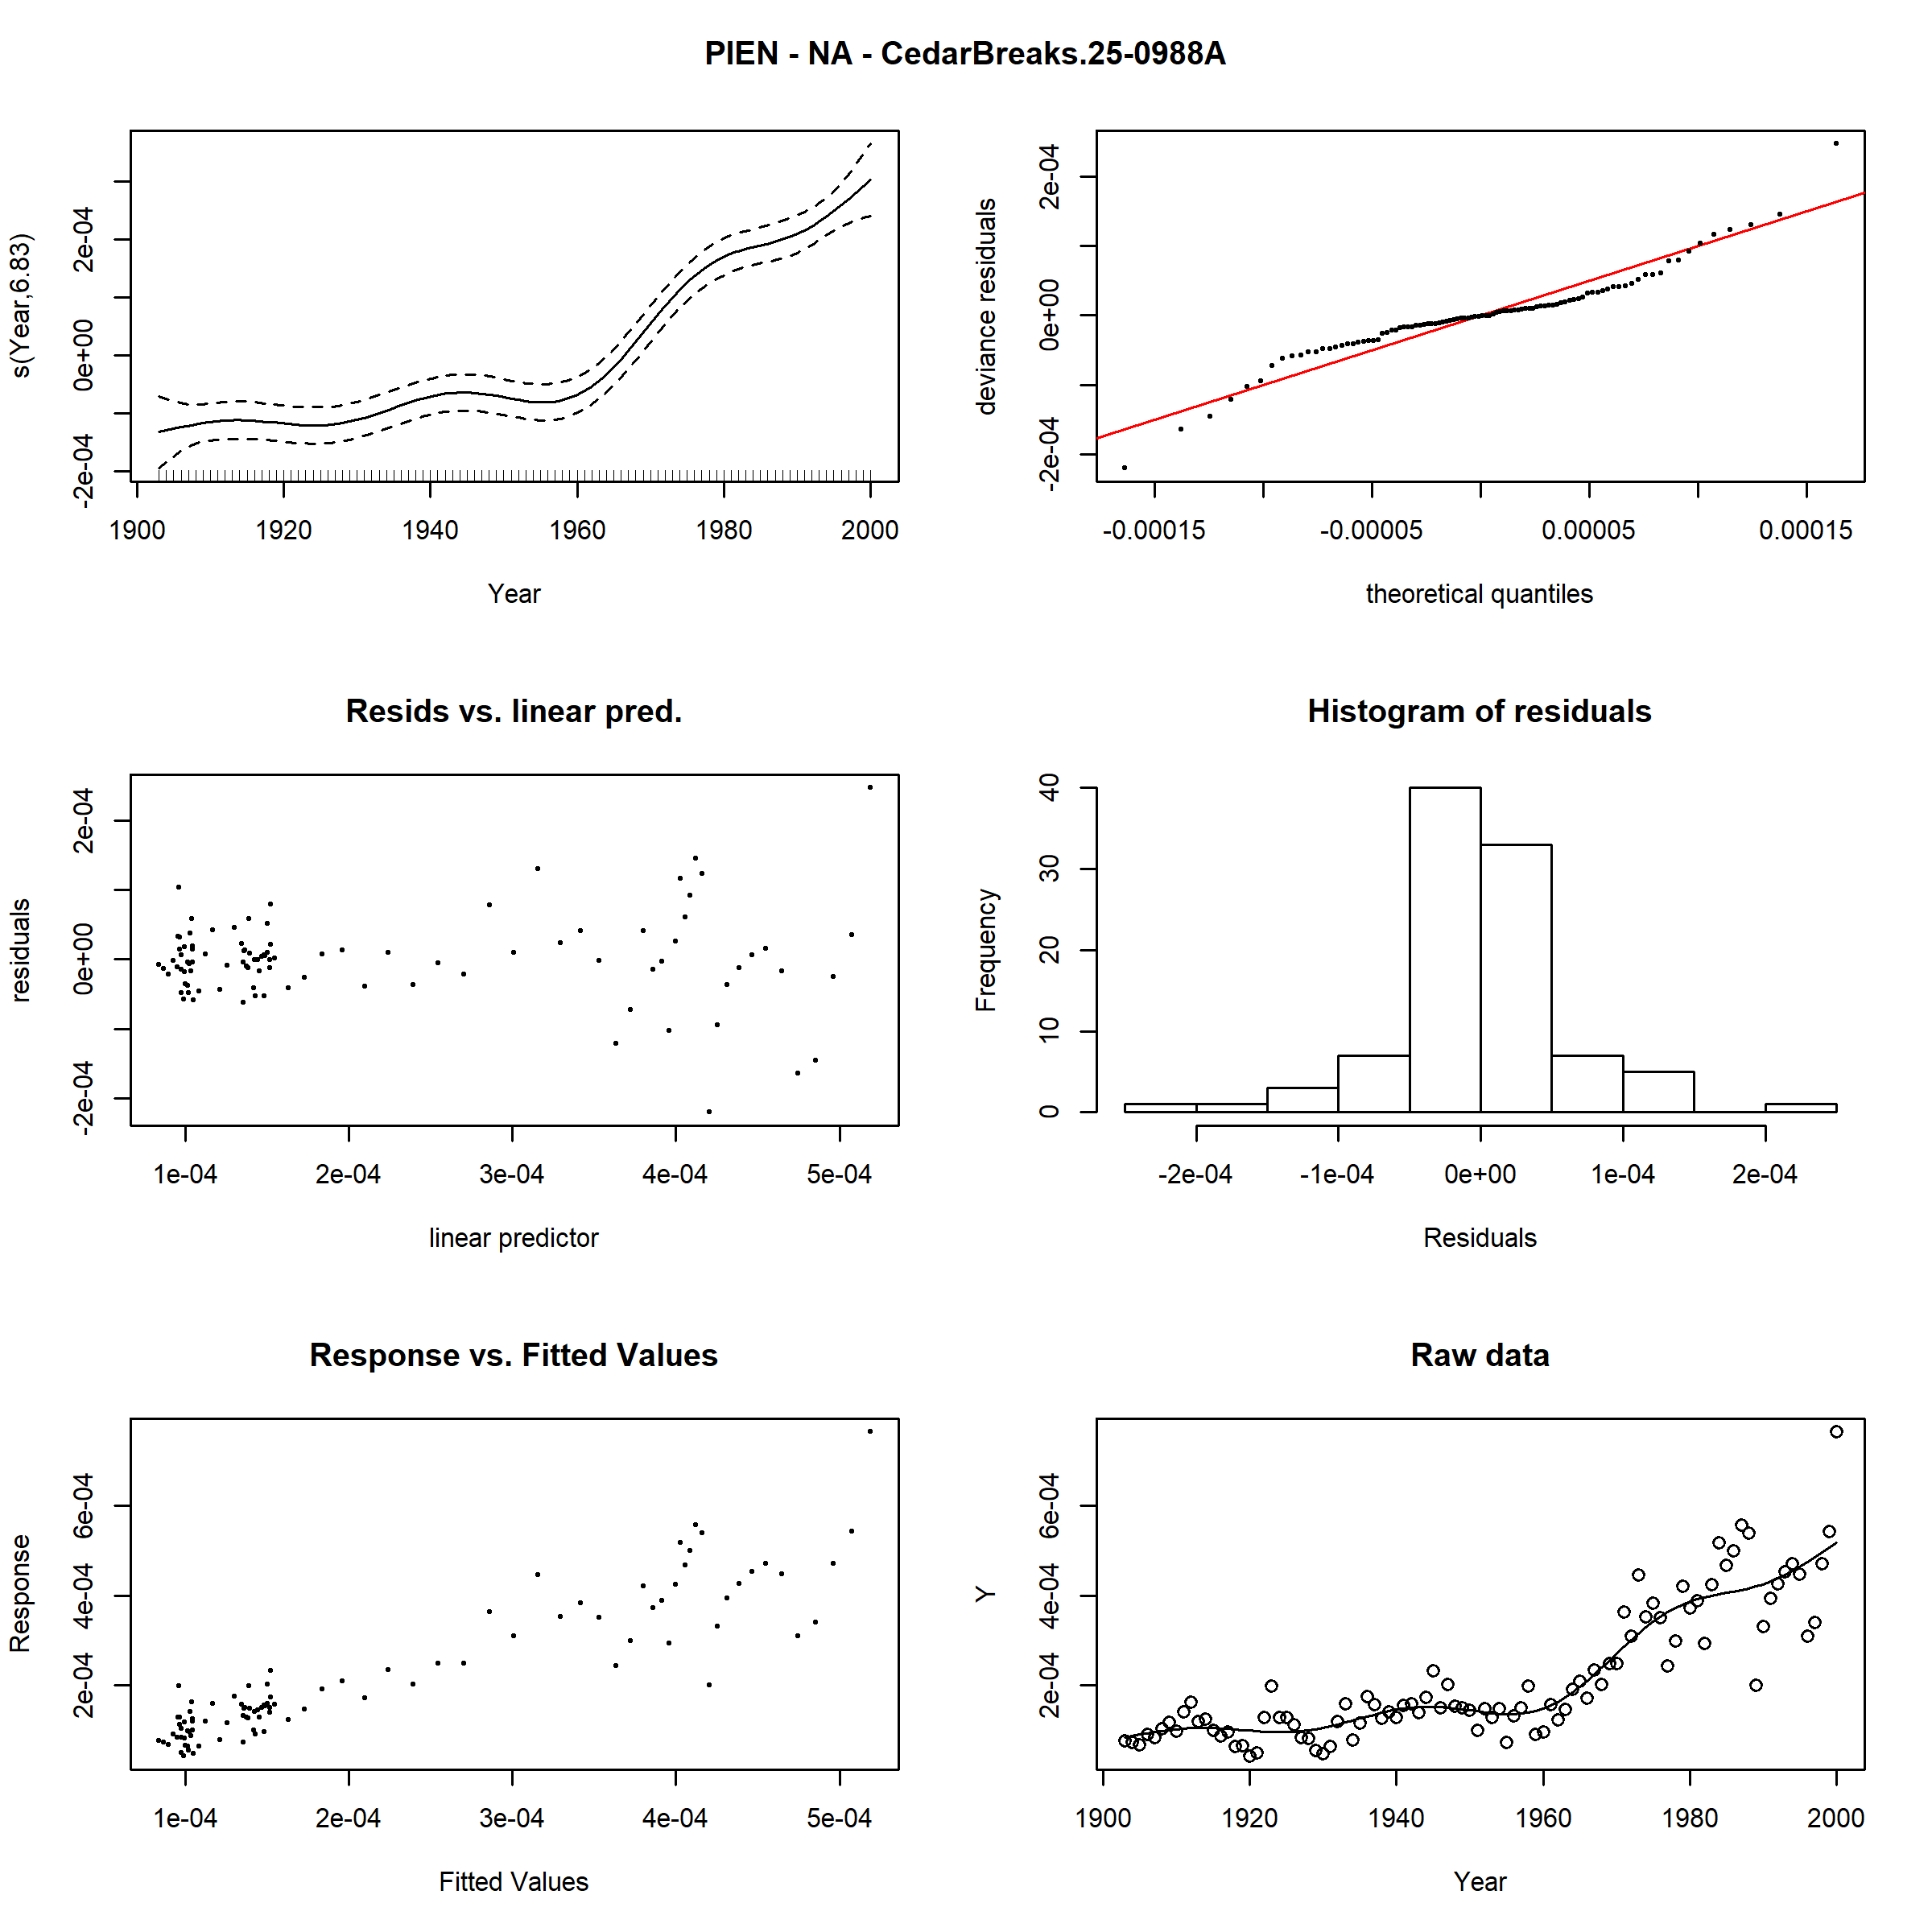 PIEN - NA - CedarBreaks.25-0988A
s(Year,6.83)
-2e-04 0e+00 2e-04
1900 1920 1940 1960 1980 2000
Year
deviance residuals
-2e-04 0e+00 2e-04
-0.00015 -0.00005 0.00005 0.00015
theoretical quantiles
Resids vs. linear pred.
residuals
-2e-04 0e+00 2e-04
1e-04 2e-04 3e-04 4e-04 5e-04
linear predictor
Histogram of residuals
Frequency
0 10 20 30 40
-2e-04 -1e-04 0e+00 1e-04 2e-04
Residuals
Response vs. Fitted Values
Response
2e-04 4e-04 6e-04
1e-04 2e-04 3e-04 4e-04 5e-04
Fitted Values
Raw data
Y
2e-04 4e-04 6e-04
1900 1920 1940 1960 1980 2000
Year